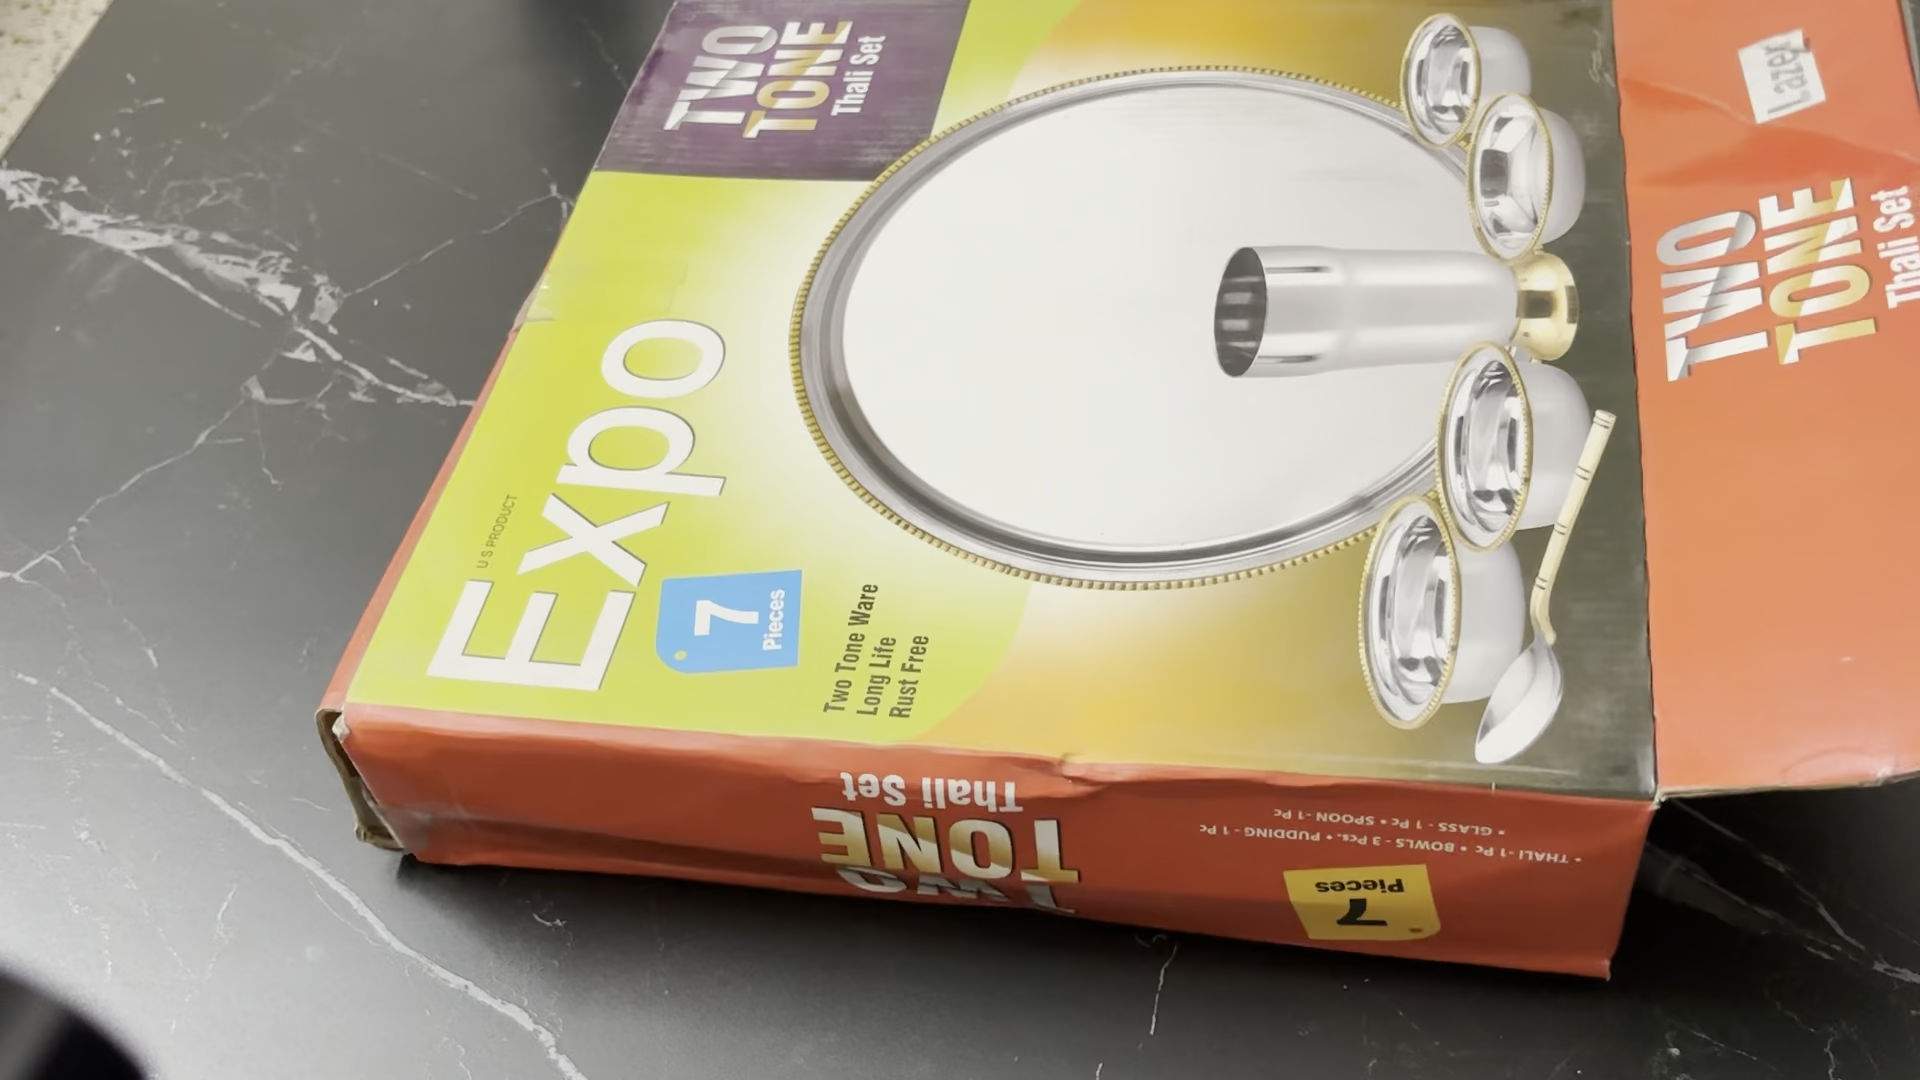 TWO
TONE
Thali Set
U S PRODUCT
Expo
7
Pieces
Two Tone Ware
Long Life
Rust Free
Lazer
TWO
TONE
Thali Set
TWO
TONE
Thali Set
7
Pieces
• THALI - 1 Pc • BOWLS - 3 Pcs. • PUDDING - 1 Pc
• GLASS - 1 Pc • SPOON - 1 Pc